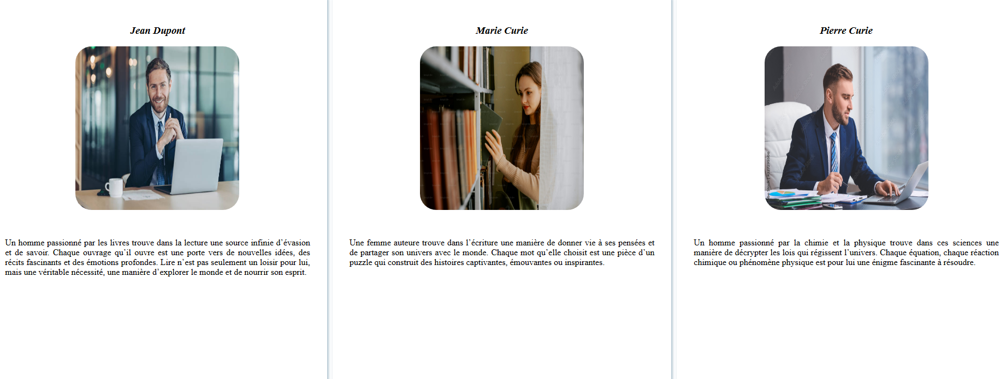 Jean Dupont
Un homme passionné par les livres trouve dans la lecture une source infinie d’évasion
et de savoir. Chaque ouvrage qu’il ouvre est une porte vers de nouvelles idées, des
récits fascinants et des émotions profondes. Lire n’est pas seulement un loisir pour lui,
mais une véritable nécessité, une manière d’explorer le monde et de nourrir son esprit.
Marie Curie
Une femme auteure trouve dans l’écriture une manière de donner vie à ses pensées et
de partager son univers avec le monde. Chaque mot qu’elle choisit est une pièce d’un
puzzle qui construit des histoires captivantes, émouvantes ou inspirantes.
Pierre Curie
Un homme passionné par la chimie et la physique trouve dans ces sciences une
manière de décrypter les lois qui régissent l’univers. Chaque équation, chaque réaction
chimique ou phénomène physique est pour lui une énigme fascinante à résoudre.